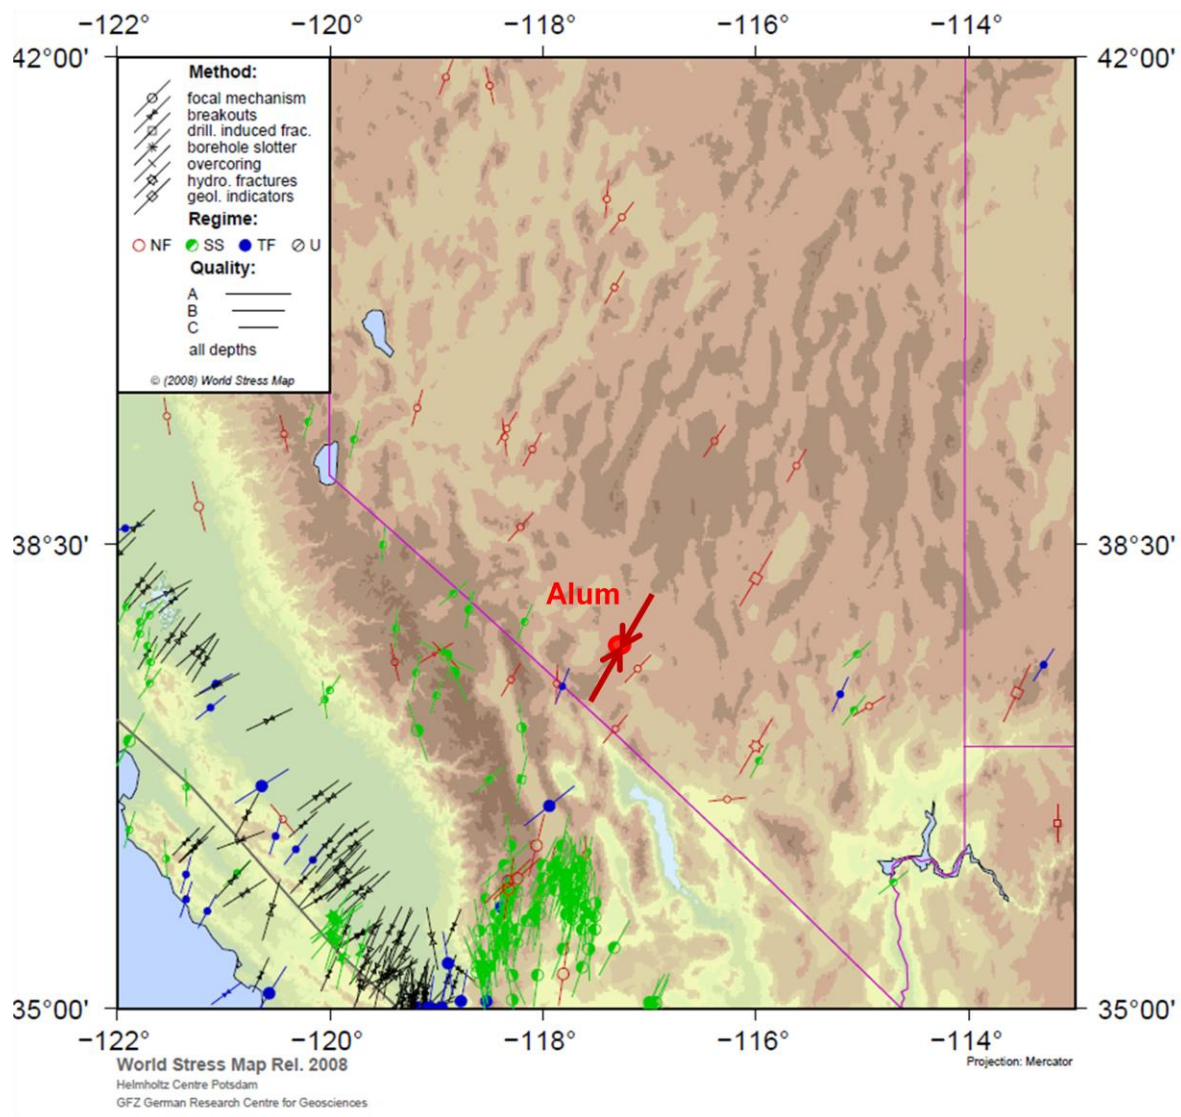 −122° −120° −118° −116° −114°
42°00' 42°00'
Method:
focal mechanism
breakouts
drill. induced frac.
borehole slotter
overcoring
hydro. fractures
geol. indicators
Regime:
NF SS TF U
Quality:
A
B
C
all depths
© (2008) World Stress Map
38°30' 38°30'
Alum
35°00' 35°00'
−122° −120° −118° −116° −114°
World Stress Map Rel. 2008
Projection: Mercator
Helmholtz Centre Potsdam
GFZ German Research Centre for Geosciences